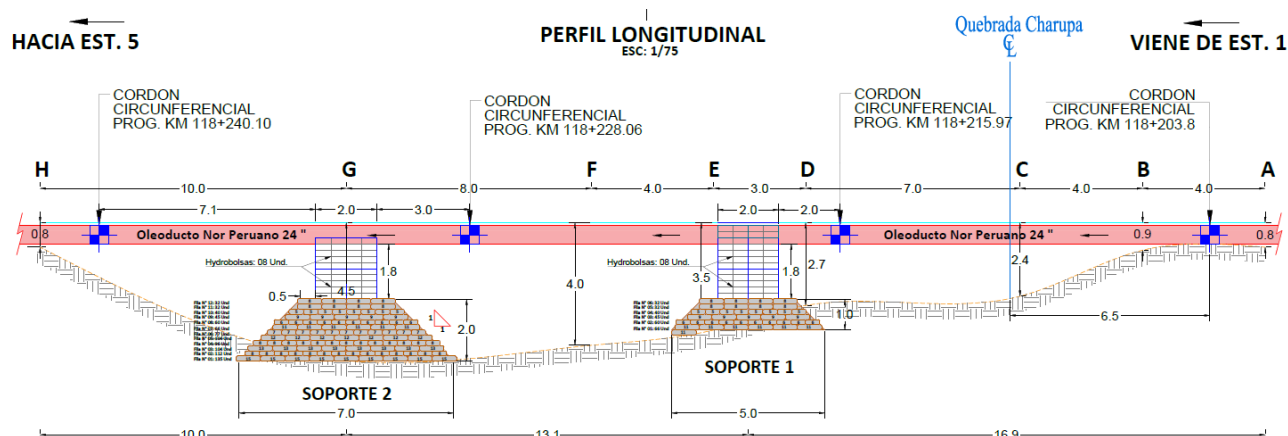 HACIA EST. 5
PERFIL LONGITUDINAL
ESC: 1/75
Quebrada Charupa
CL
VIENE DE EST. 1
CORDON
CIRCUNFERENCIAL
PROG. KM 118+240.10
CORDON
CIRCUNFERENCIAL
PROG. KM 118+228.06
CORDON
CIRCUNFERENCIAL
PROG. KM 118+215.97
CORDON
CIRCUNFERENCIAL
PROG. KM 118+203.8
H G F E D C B A
10.0 8.0 4.0 3.0 7.0 4.0 4.0
7.1 2.0 3.0 2.0 2.0
0.8 Oleoducto Nor Peruano 24 " Oleoducto Nor Peruano 24 " 0.9 0.8
Hydrobolsas: 08 Und. 1.8 4.0 Hydrobolsas: 08 Und. 3.5 1.8 2.7 2.4
0.5 4.5
1
1
2.0 1.0 6.5
SOPORTE 2 SOPORTE 1
7.0 5.0
10.0 13.1 16.9